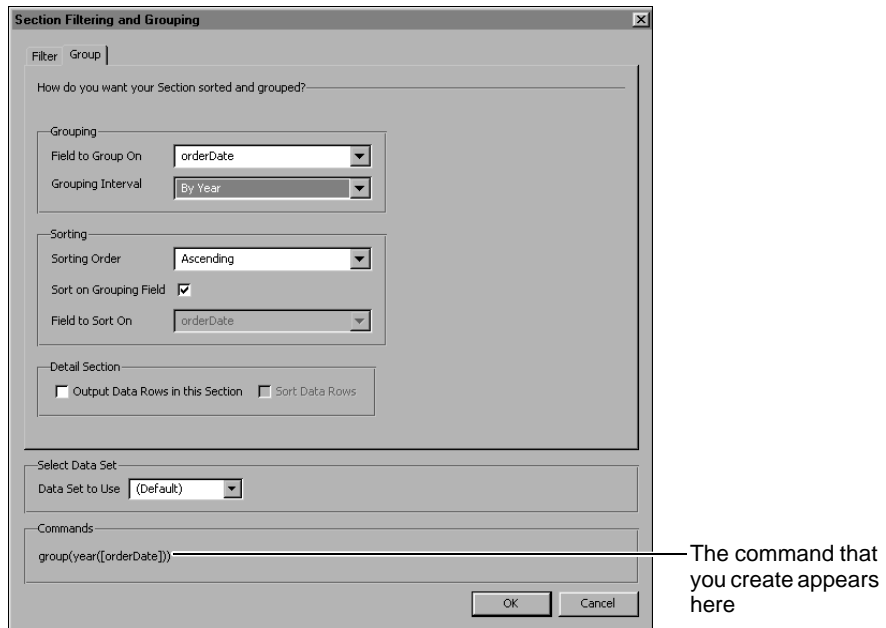 Section Filtering and Grouping
Filter Group
How do you want your Section sorted and grouped?
Grouping
Field to Group On orderDate
Grouping Interval By Year
Sorting
Sorting Order Ascending
Sort on Grouping Field
Field to Sort On orderDate
Detail Section
Output Data Rows in this Section Sort Data Rows
Select Data Set
Data Set to Use (Default)
Commands
group(year([orderDate]))
The command that
you create appears
here
OK Cancel